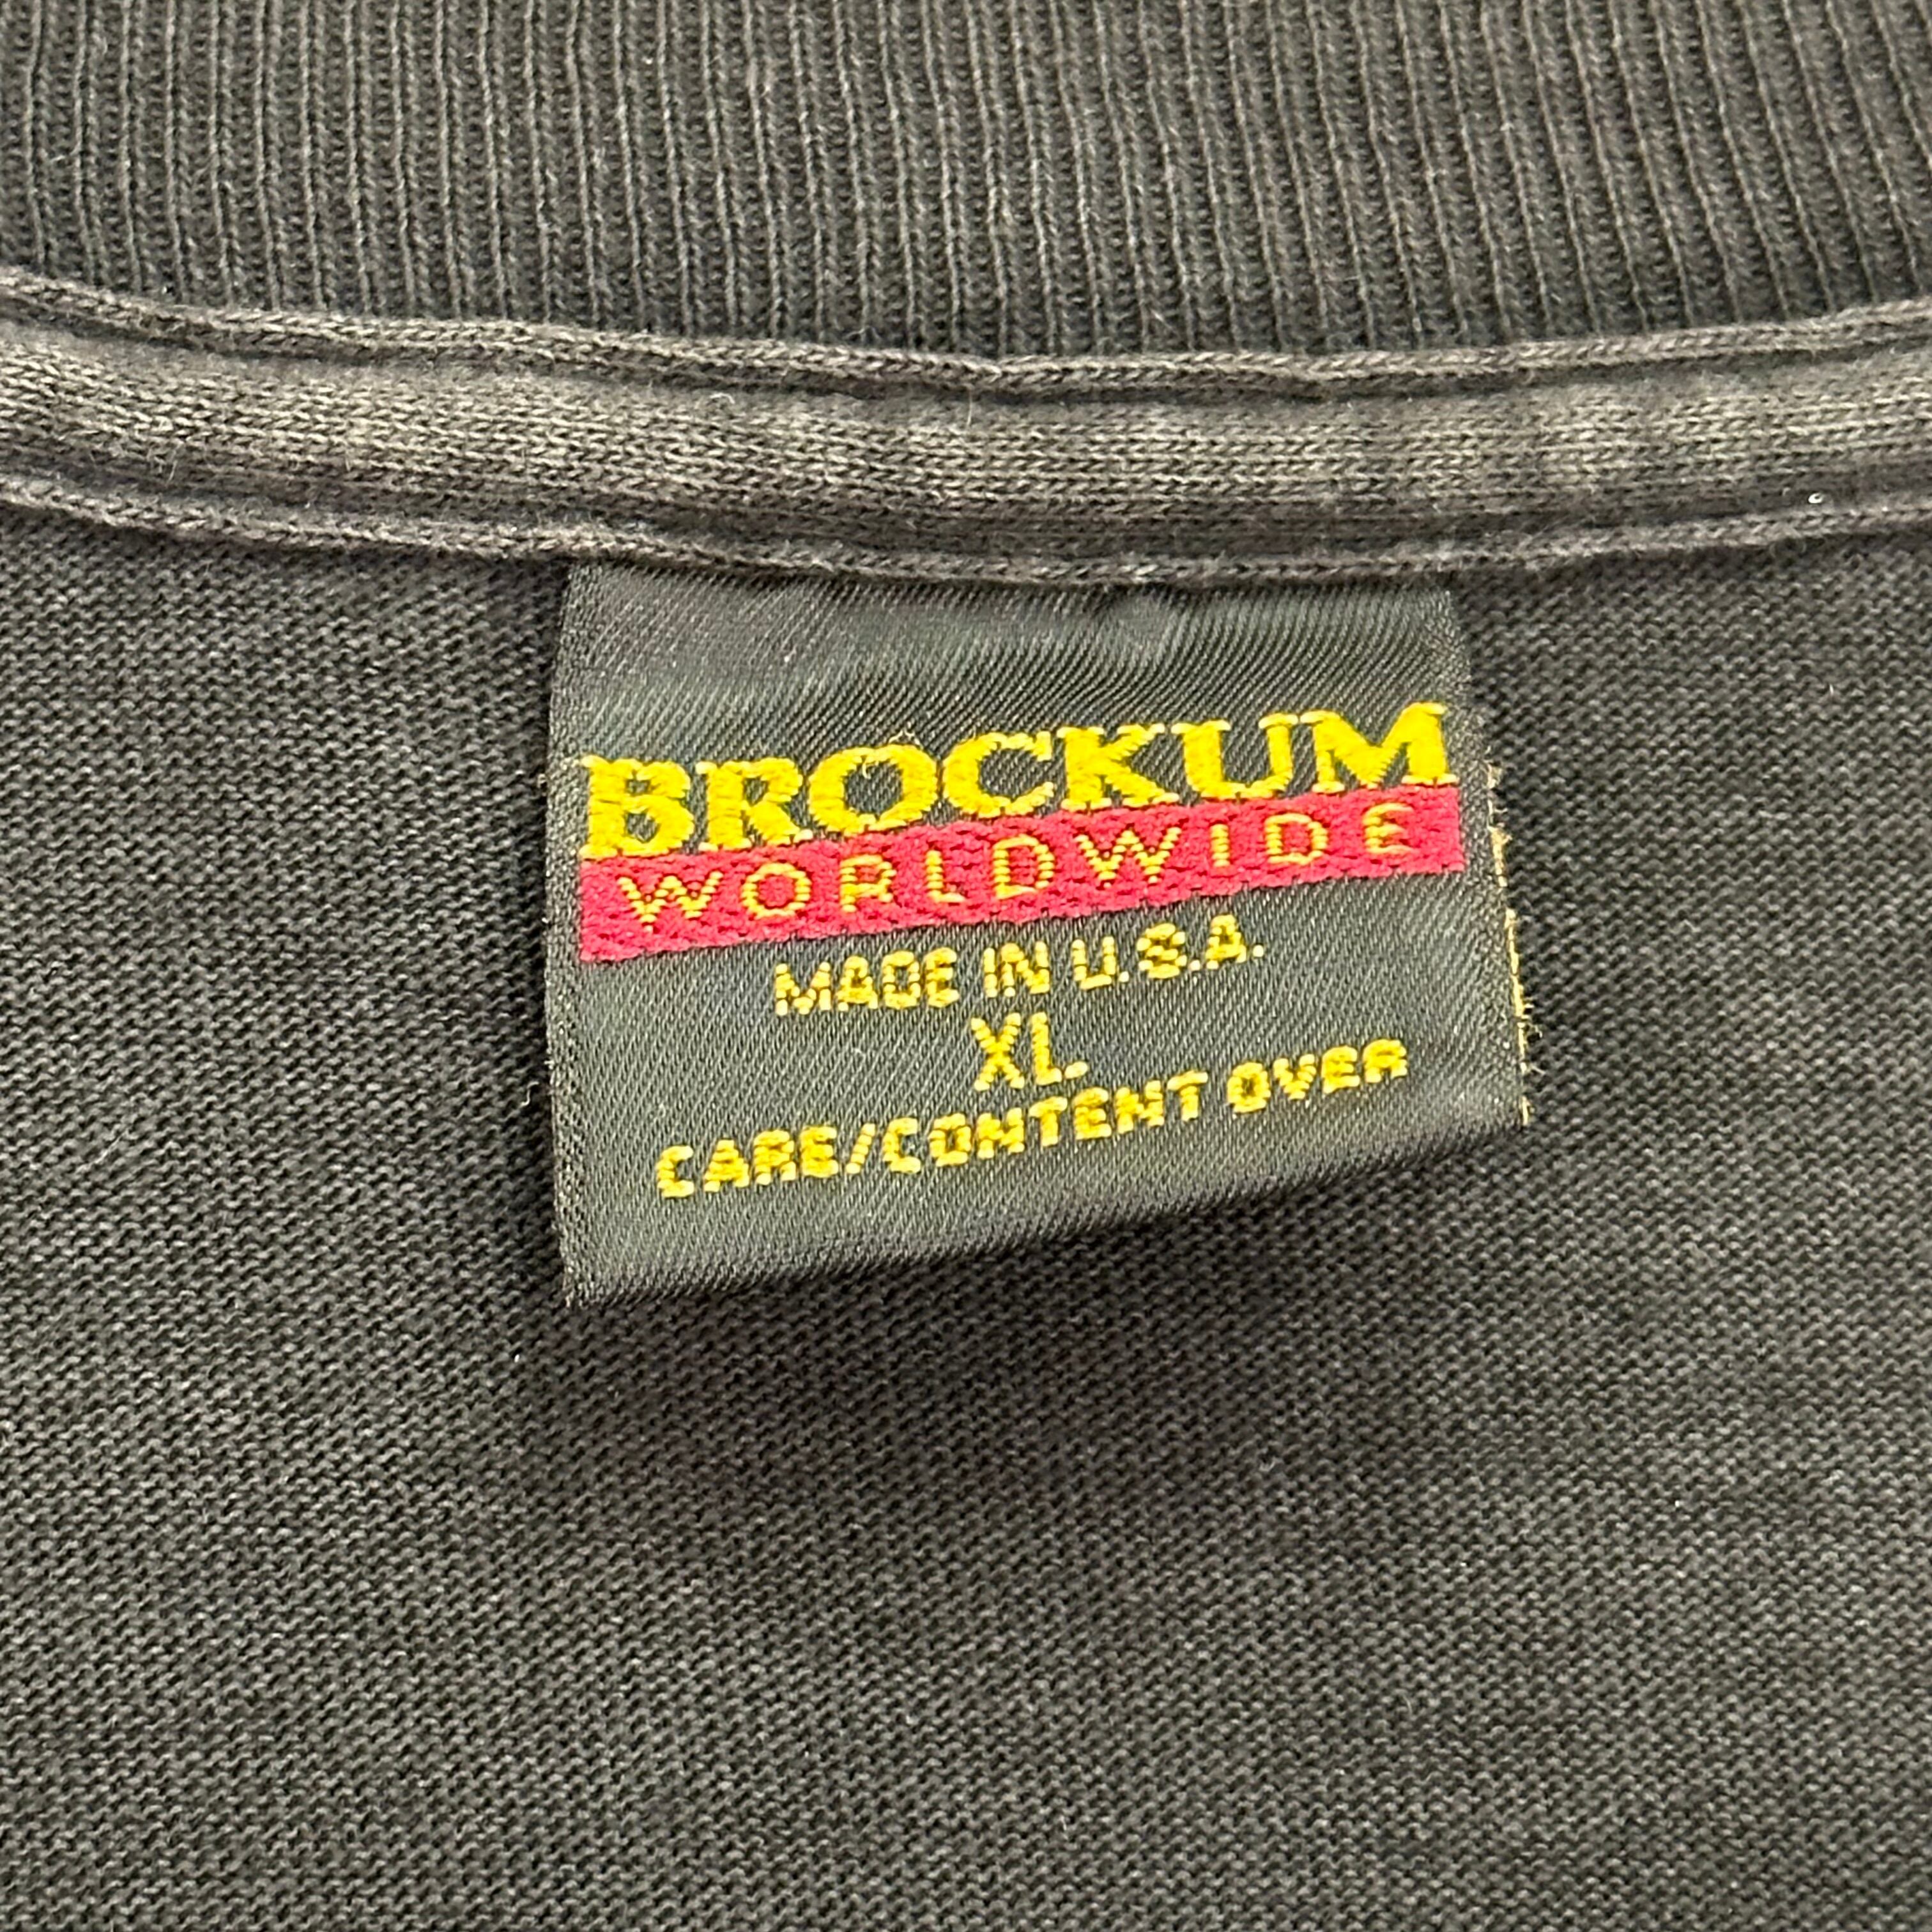 BROCKUM
WORLDWIDE
MADE IN U.S.A.
XL.
CARE/CONTENT OVER